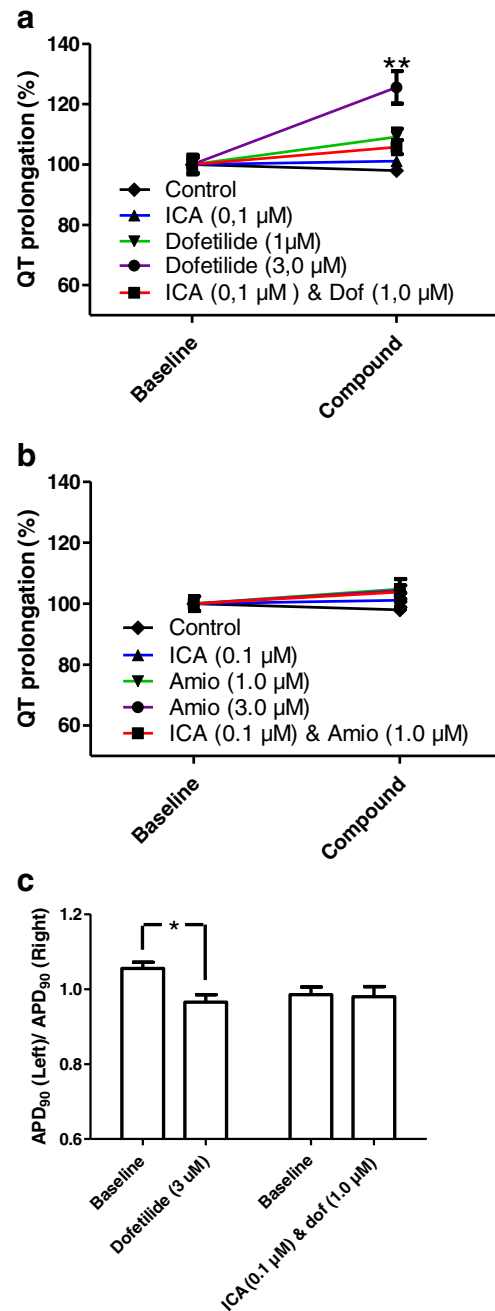 a
QT prolongation (%)
140
120
100
80
60
**
Control
ICA (0,1 µM)
Dofetilide (1µM)
Dofetilide (3,0 µM)
ICA (0,1 µM ) & Dof (1,0 µM)
Baseline
Compound
b
QT prolongation (%)
140
120
100
80
60
Control
ICA (0.1 µM)
Amio (1.0 µM)
Amio (3.0 µM)
ICA (0.1 µM) & Amio (1.0 µM)
Baseline
Compound
c
APD90 (Left)/ APD90 (Right)
1.2
1.0
0.8
0.6
*
Baseline
Dofetilide (3 uM)
Baseline
ICA (0.1 µM) & dof (1.0 µM)